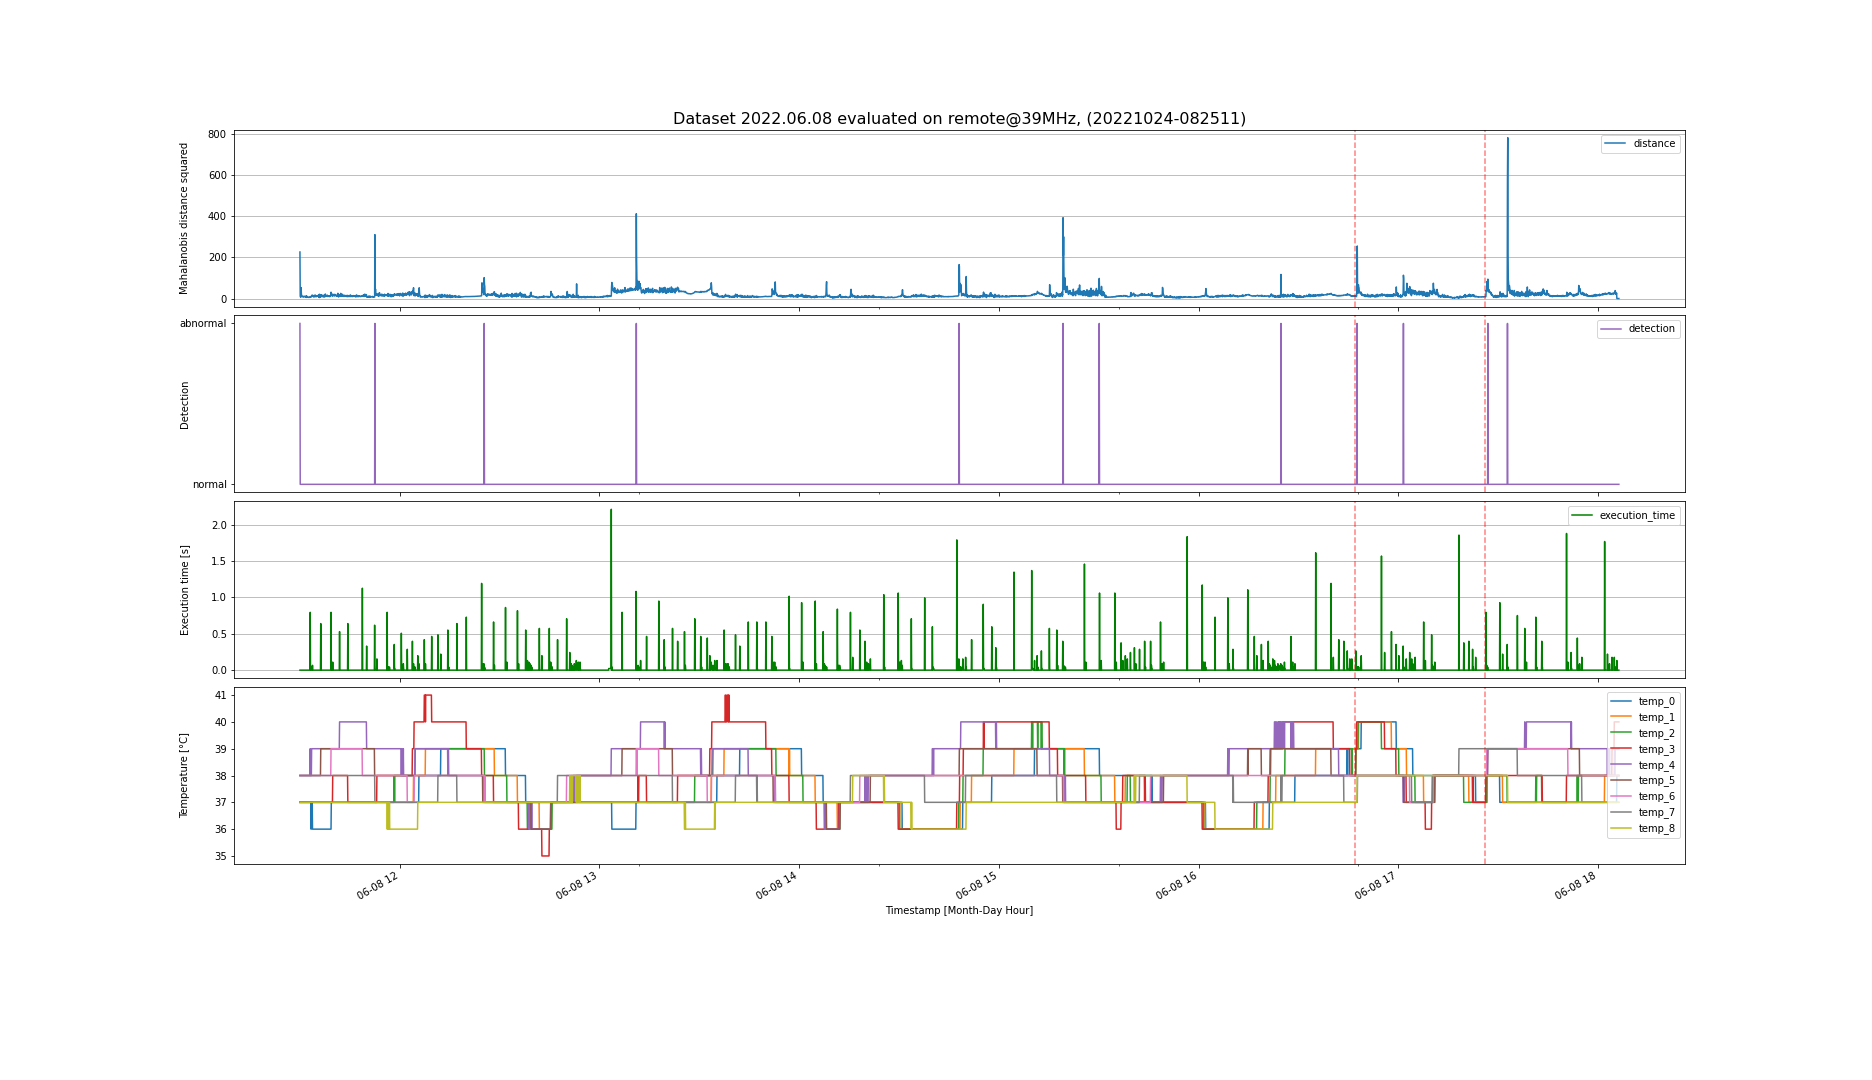 Dataset 2022.06.08 evaluated on remote@39MHz, (20221024-082511)
Mahalanobis distance squared
800
600
400
200
0
distance
Detection
abnormal
normal
detection
Execution time [s]
2.0
1.5
1.0
0.5
0.0
execution_time
Temperature [°C]
41
40
39
38
37
36
35
temp_0
temp_1
temp_2
temp_3
temp_4
temp_5
temp_6
temp_7
temp_8
06-08 12
06-08 13
06-08 14
06-08 15
06-08 16
06-08 17
06-08 18
Timestamp [Month-Day Hour]